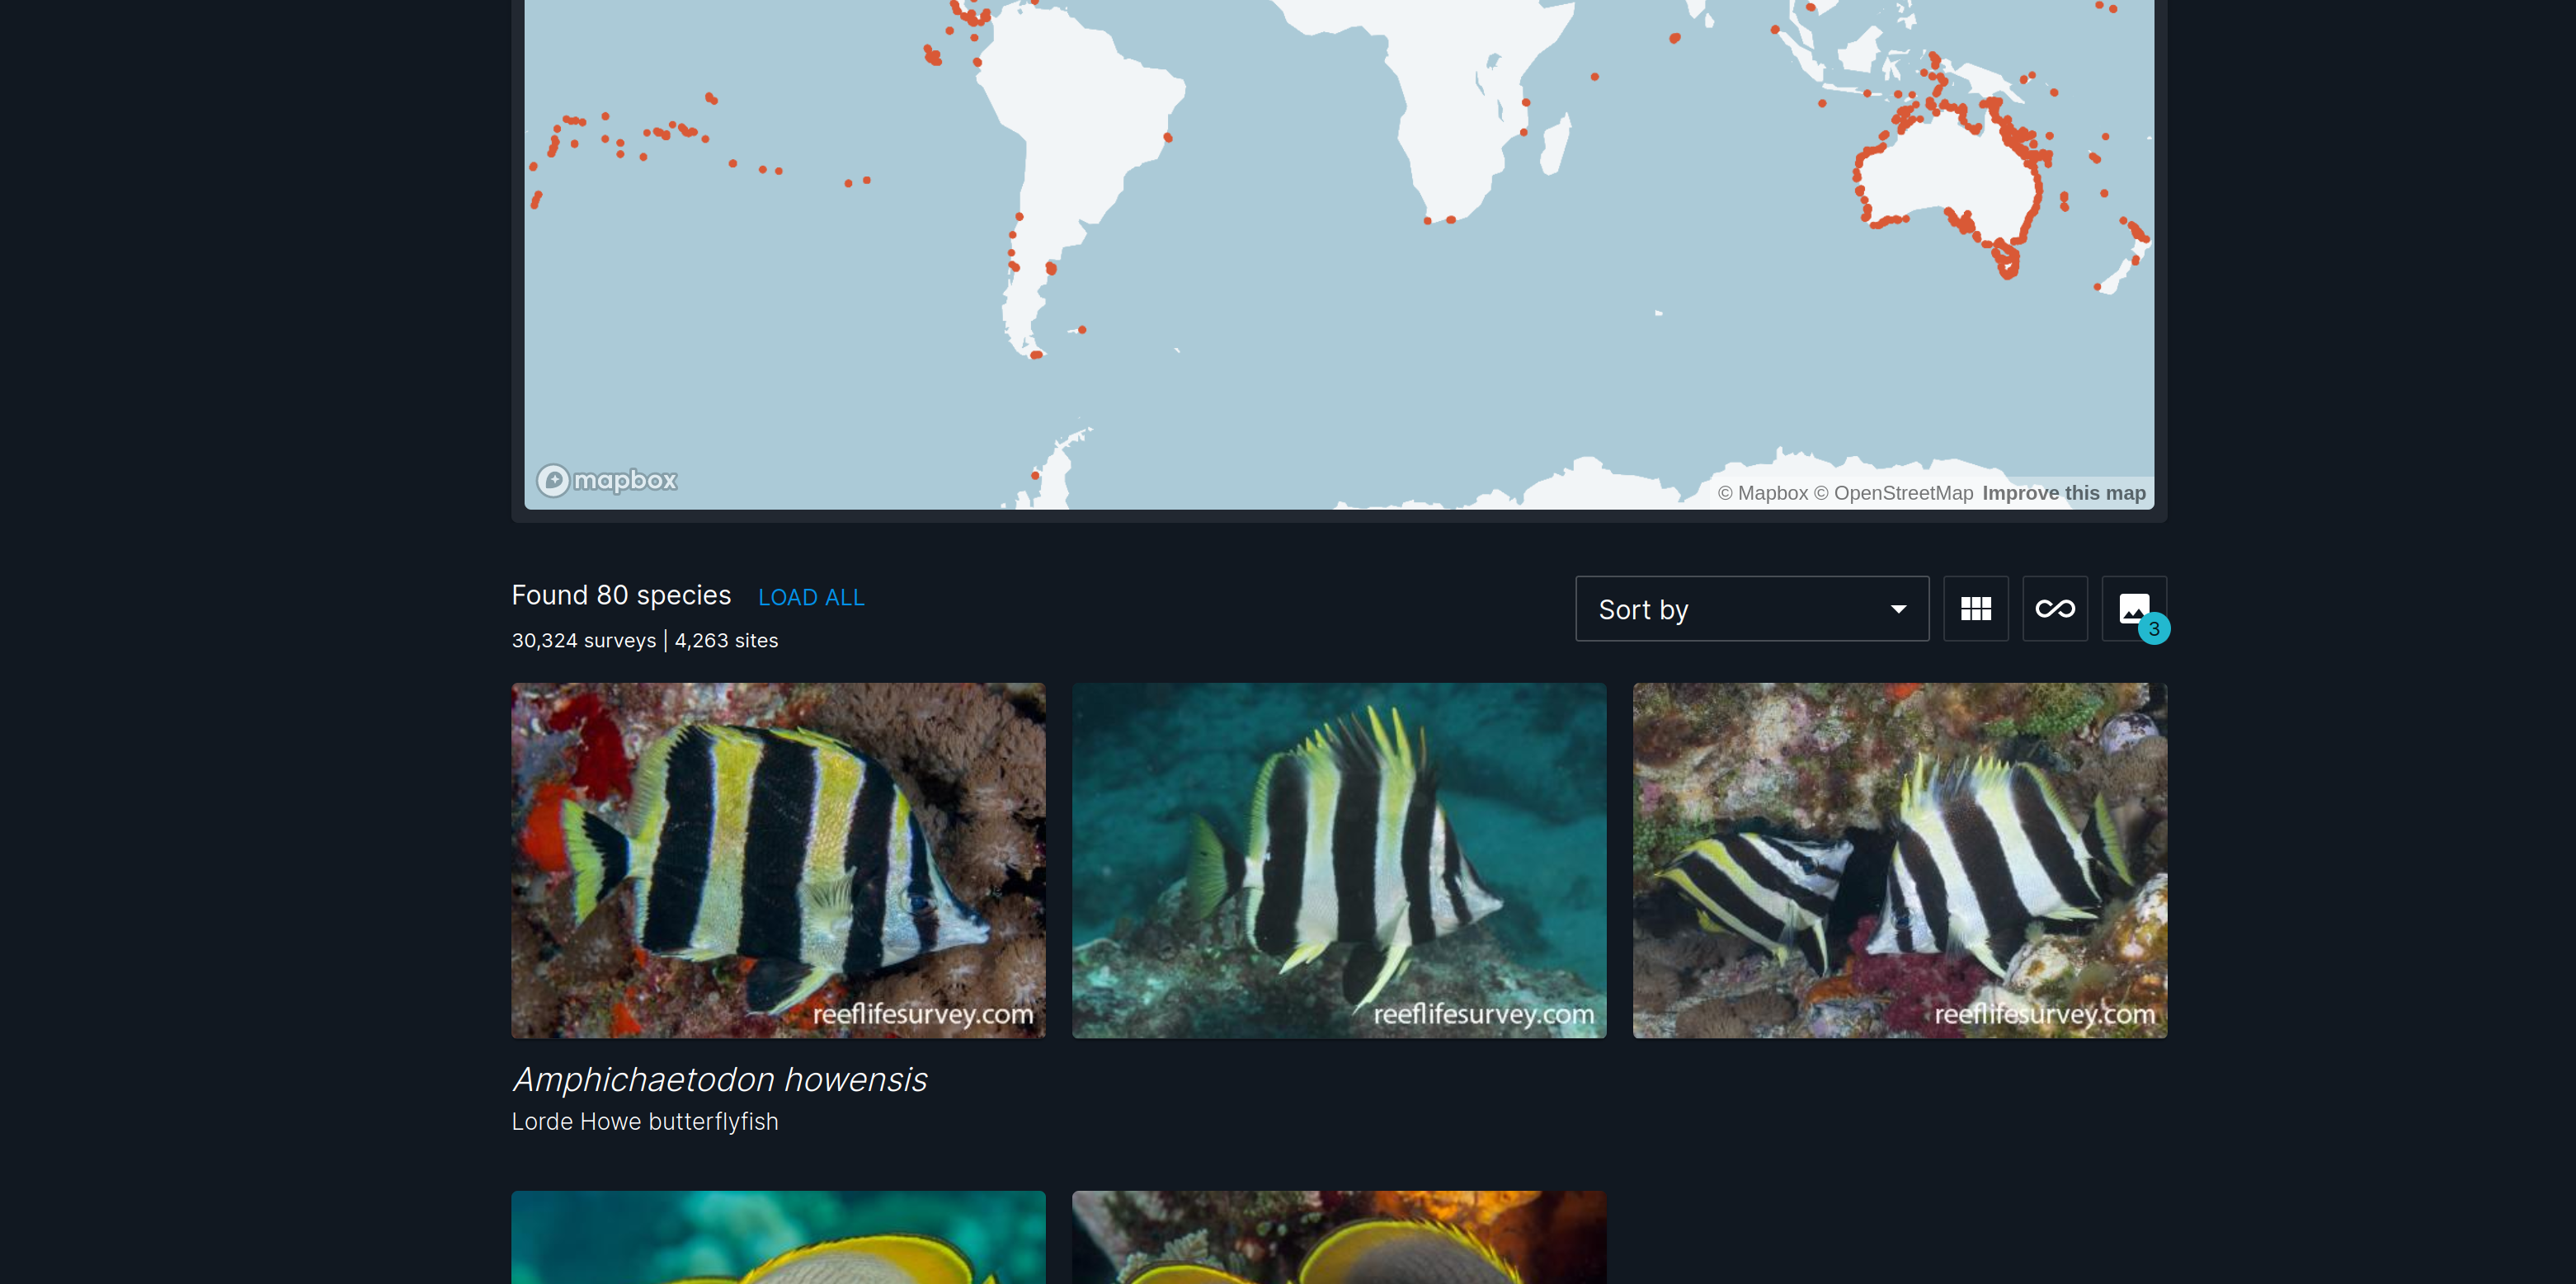 mapbox
© Mapbox © OpenStreetMap Improve this map
Found 80 species LOAD ALL
30,324 surveys | 4,263 sites
Sort by
3
reeflifesurvey.com
reeflifesurvey.com
reeflifesurvey.com
Amphichaetodon howensis
Lorde Howe butterflyfish